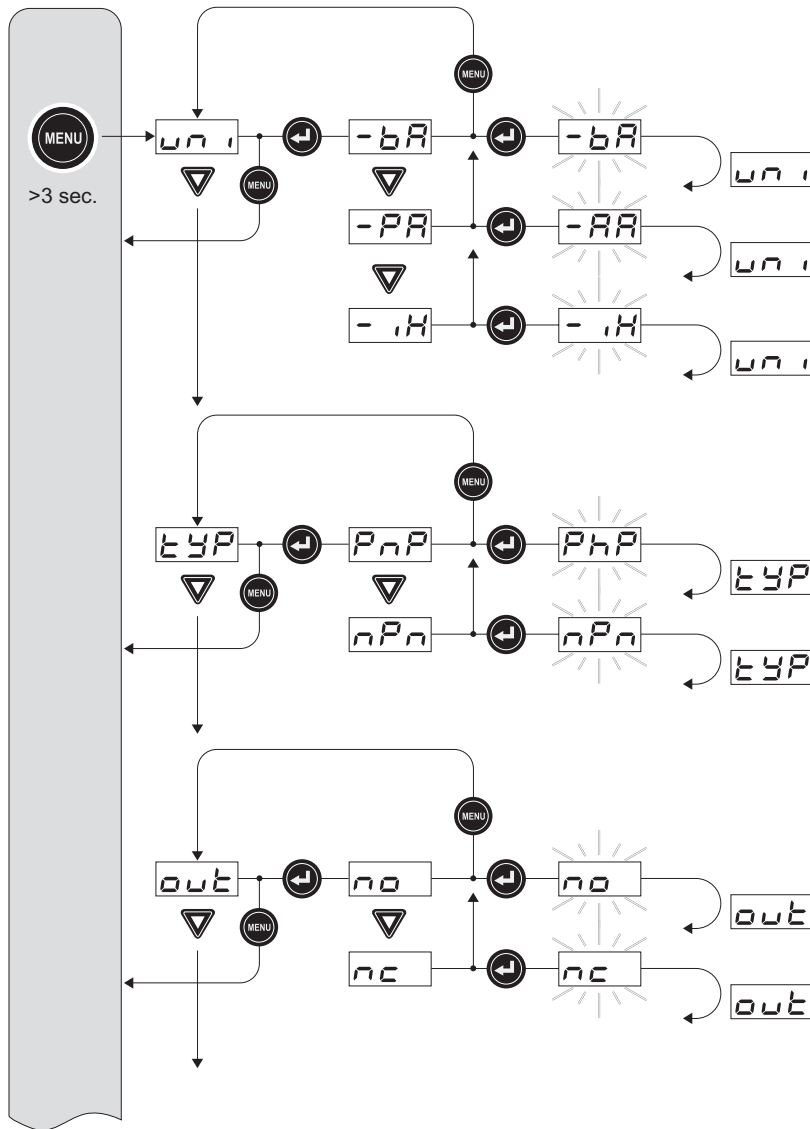 MENU
MENU
uni
-bA
-bA
>3 sec.
MENU
uni
-PA
-AA
uni
-iH
-iH
uni
MENU
tYP
PnP
PhP
MENU
tYP
nPn
nPn
tYP
MENU
out
no
no
MENU
out
nc
nc
out